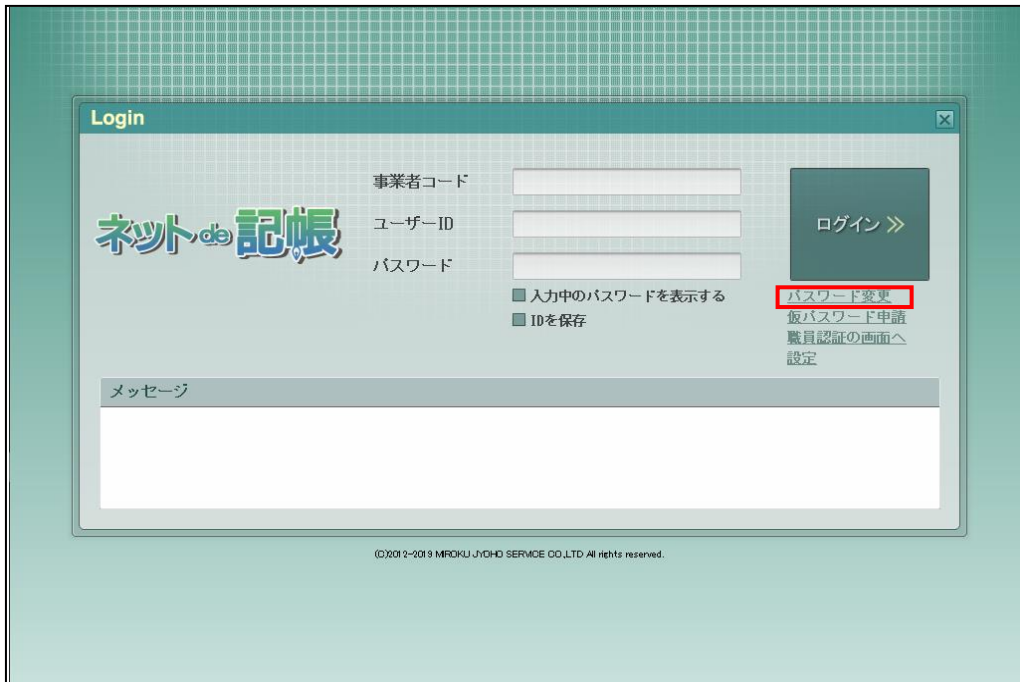 Login
事業者コード
ネットde記帳
ユーザーID
ログイン
パスワード
入力中のパスワードを表示する
IDを保存
パスワード変更
仮パスワード申請
職員認証の画面へ
設定
メッセージ
(C)2012-2019 MIROKU JYOHO SERVICE CO.,LTD All rights reserved.